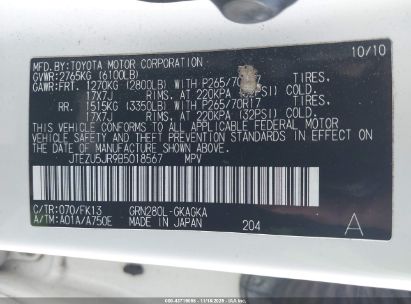 MFD.BY:TOYOTA MOTOR CORPORATION 10/10
GVWR:2765KG (6100LB)
GAWR:FRT. 1270KG (2800LB) WITH P265/70R17 TIRES,
17X7J RIMS, AT 220KPA (32PSI) COLD.
RR. 1515KG (3350LB) WITH P265/70R17 TIRES,
17X7J RIMS, AT 220KPA (32PSI) COLD.
THIS VEHICLE CONFORMS TO ALL APPLICABLE FEDERAL MOTOR
VEHICLE SAFETY AND THEFT PREVENTION STANDARDS IN
EFFECT ON THE DATE OF MANUFACTURE SHOWN ABOVE.
JTEZU5JR9B5018567 MPV
C/TR:070/FK13 GRN280L-GKAGKA
A/TM:A01A/A750E MADE IN JAPAN 204 A